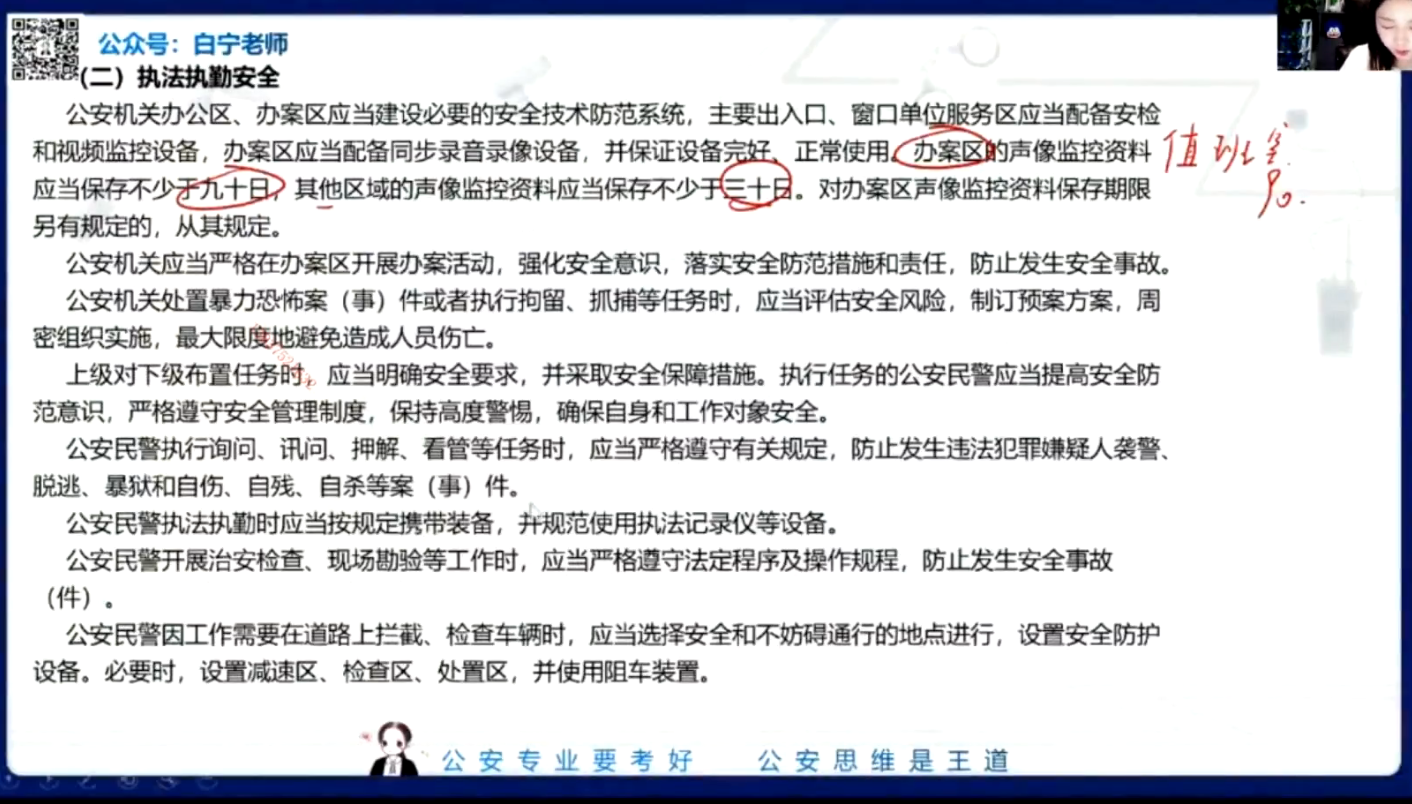 公众号：白宁老师
（二）执法执勤安全
公安机关办公区、办案区应当建设必要的安全技术防范系统，主要出入口、窗口单位服务区应当配备安检
和视频监控设备，办案区应当配备同步录音录像设备，并保证设备完好、正常使用。办案区的声像监控资料
值班室
应当保存不少于九十日，其他区域的声像监控资料应当保存不少于三十日。对办案区声像监控资料保存期限
90.
另有规定的，从其规定。
公安机关应当严格在办案区开展办案活动，强化安全意识，落实安全防范措施和责任，防止发生安全事故。
公安机关处置暴力恐怖案（事）件或者执行拘留、抓捕等任务时，应当评估安全风险，制订预案方案，周
密组织实施，最大限度地避免造成人员伤亡。
上级对下级布置任务时，应当明确安全要求，并采取安全保障措施。执行任务的公安民警应当提高安全防
范意识，严格遵守安全管理制度，保持高度警惕，确保自身和工作对象安全。
公安民警执行询问、讯问、押解、看管等任务时，应当严格遵守有关规定，防止发生违法犯罪嫌疑人袭警、
脱逃、暴狱和自伤、自残、自杀等案（事）件。
公安民警执法执勤时应当按规定携带装备，并规范使用执法记录仪等设备。
公安民警开展治安检查、现场勘验等工作时，应当严格遵守法定程序及操作规程，防止发生安全事故
（件）。
公安民警因工作需要在道路上拦截、检查车辆时，应当选择安全和不妨碍通行的地点进行，设置安全防护
设备。必要时，设置减速区、检查区、处置区，并使用阻车装置。
公安专业要考好 公安思维是王道